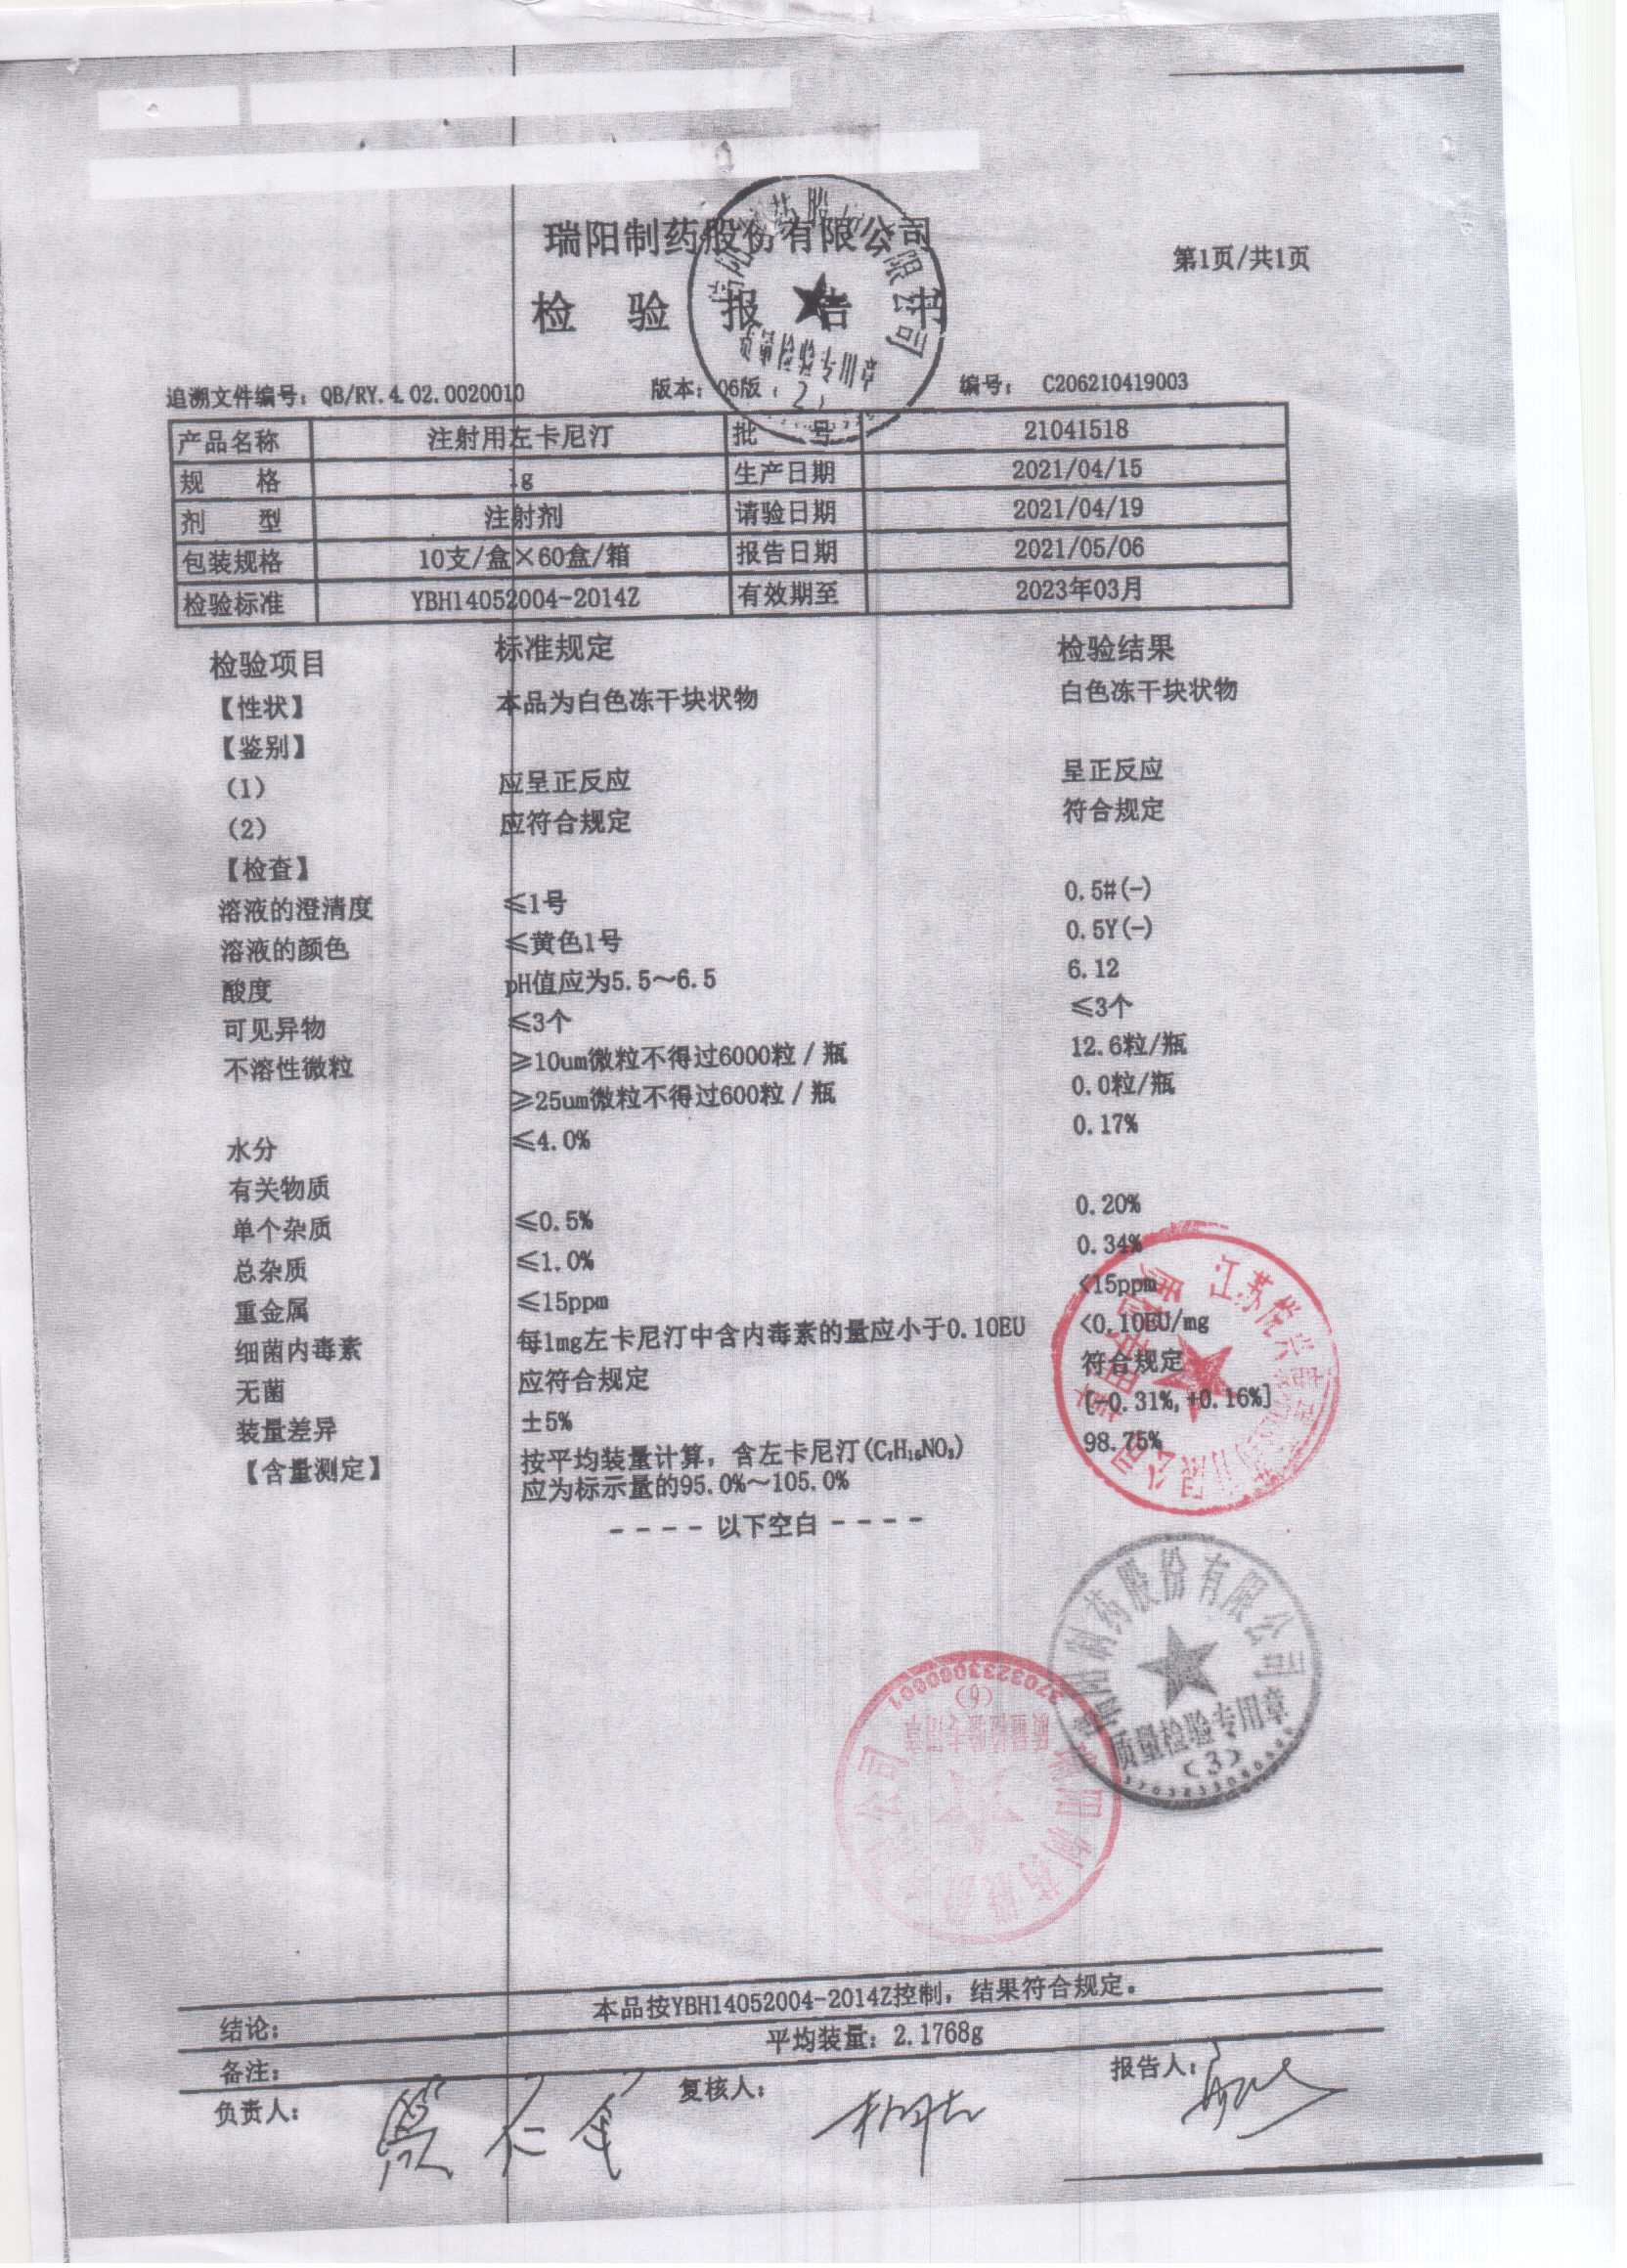 瑞阳制药股份有限公司
第1页/共1页
检 验 报 告 书
追溯文件编号：QB/RY.4.02.0020010 版本：06版 编号： C206210419003
产品名称 注射用左卡尼汀 批 号 21041518
规 格 1g 生产日期 2021/04/15
剂 型 注射剂 请验日期 2021/04/19
包装规格 10支/盒×60盒/箱 报告日期 2021/05/06
检验标准 YBH14052004-2014Z 有效期至 2023年03月
检验项目 标准规定 检验结果
【性状】 本品为白色冻干块状物 白色冻干块状物
【鉴别】
(1) 应呈正反应 呈正反应
(2) 应符合规定 符合规定
【检查】
溶液的澄清度 ≤1号 0.5#(-)
溶液的颜色 ≤黄色1号 0.5Y(-)
酸度 pH值应为5.5～6.5 6.12
可见异物 ≤3个 ≤3个
不溶性微粒 ≥10um微粒不得过6000粒/瓶 12.6粒/瓶
≥25um微粒不得过600粒/瓶 0.0粒/瓶
水分 ≤4.0% 0.17%
有关物质
单个杂质 ≤0.5% 0.20%
总杂质 ≤1.0% 0.34%
重金属 ≤15ppm <15ppm
细菌内毒素 每1mg左卡尼汀中含内毒素的量应小于0.10EU <0.10EU/mg
无菌 应符合规定 符合规定
装量差异 ±5% [-0.31%,+0.16%]
【含量测定】 按平均装量计算，含左卡尼汀(C₇H₁₆NO₃) 98.75%
应为标示量的95.0%～105.0%
---- 以下空白 ----
股份有限公司
质量检验专用章
(3)
结论： 本品按YBH14052004-2014Z控制，结果符合规定。
备注： 平均装量：2.1768g
负责人： 复核人： 报告人：